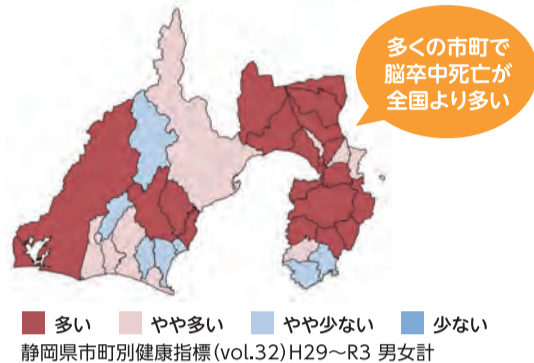 多くの市町で
脳卒中死亡が
全国より多い
多い やや多い やや少ない 少ない
静岡県市町別健康指標(vol.32)H29～R3 男女計